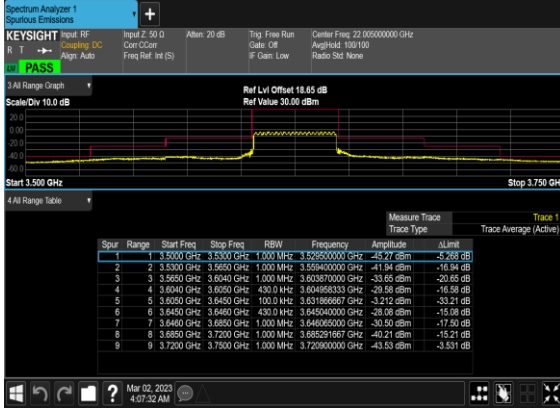 Spectrum Analyzer 1
Spurious Emissions
+
KEYSIGHT Input: RF Input Z: 50 Ω Atten: 20 dB Trig: Free Run Center Freq: 22.005000000 GHz
R T Coupling: DC Corr CCorr Gate: Off Avg|Hold: 100/100
Align: Auto Freq Ref: Int (S) IF Gain: Low Radio Std: None
PASS
3 All Range Graph
Ref Lvl Offset 18.65 dB
Scale/Div 10.0 dB Ref Value 30.00 dBm
20.0
0.00
-20.0
-40.0
-60.0
Start 3.500 GHz Stop 3.750 GH
4 All Range Table
Measure Trace Trace 1
Trace Type Trace Average (Active)
Spur Range Start Freq Stop Freq RBW Frequency Amplitude ΔLimit
1 1 3.5000 GHz 3.5300 GHz 1.000 MHz 3.529500000 GHz -45.27 dBm -5.268 dB
2 2 3.5300 GHz 3.5650 GHz 1.000 MHz 3.559400000 GHz -41.94 dBm -16.94 dB
3 3 3.5650 GHz 3.6040 GHz 1.000 MHz 3.603870000 GHz -33.65 dBm -20.65 dB
4 4 3.6040 GHz 3.6050 GHz 430.0 kHz 3.604958333 GHz -29.58 dBm -16.58 dB
5 5 3.6050 GHz 3.6450 GHz 100.0 kHz 3.631866667 GHz -3.212 dBm -33.21 dB
6 6 3.6450 GHz 3.6460 GHz 430.0 kHz 3.645040000 GHz -28.08 dBm -15.08 dB
7 7 3.6460 GHz 3.6850 GHz 1.000 MHz 3.646065000 GHz -30.50 dBm -17.50 dB
8 8 3.6850 GHz 3.7200 GHz 1.000 MHz 3.685291667 GHz -40.21 dBm -15.21 dB
9 9 3.7200 GHz 3.7500 GHz 1.000 MHz 3.720900000 GHz -43.53 dBm -3.531 dB
? Mar 02, 2023
4:07:32 AM